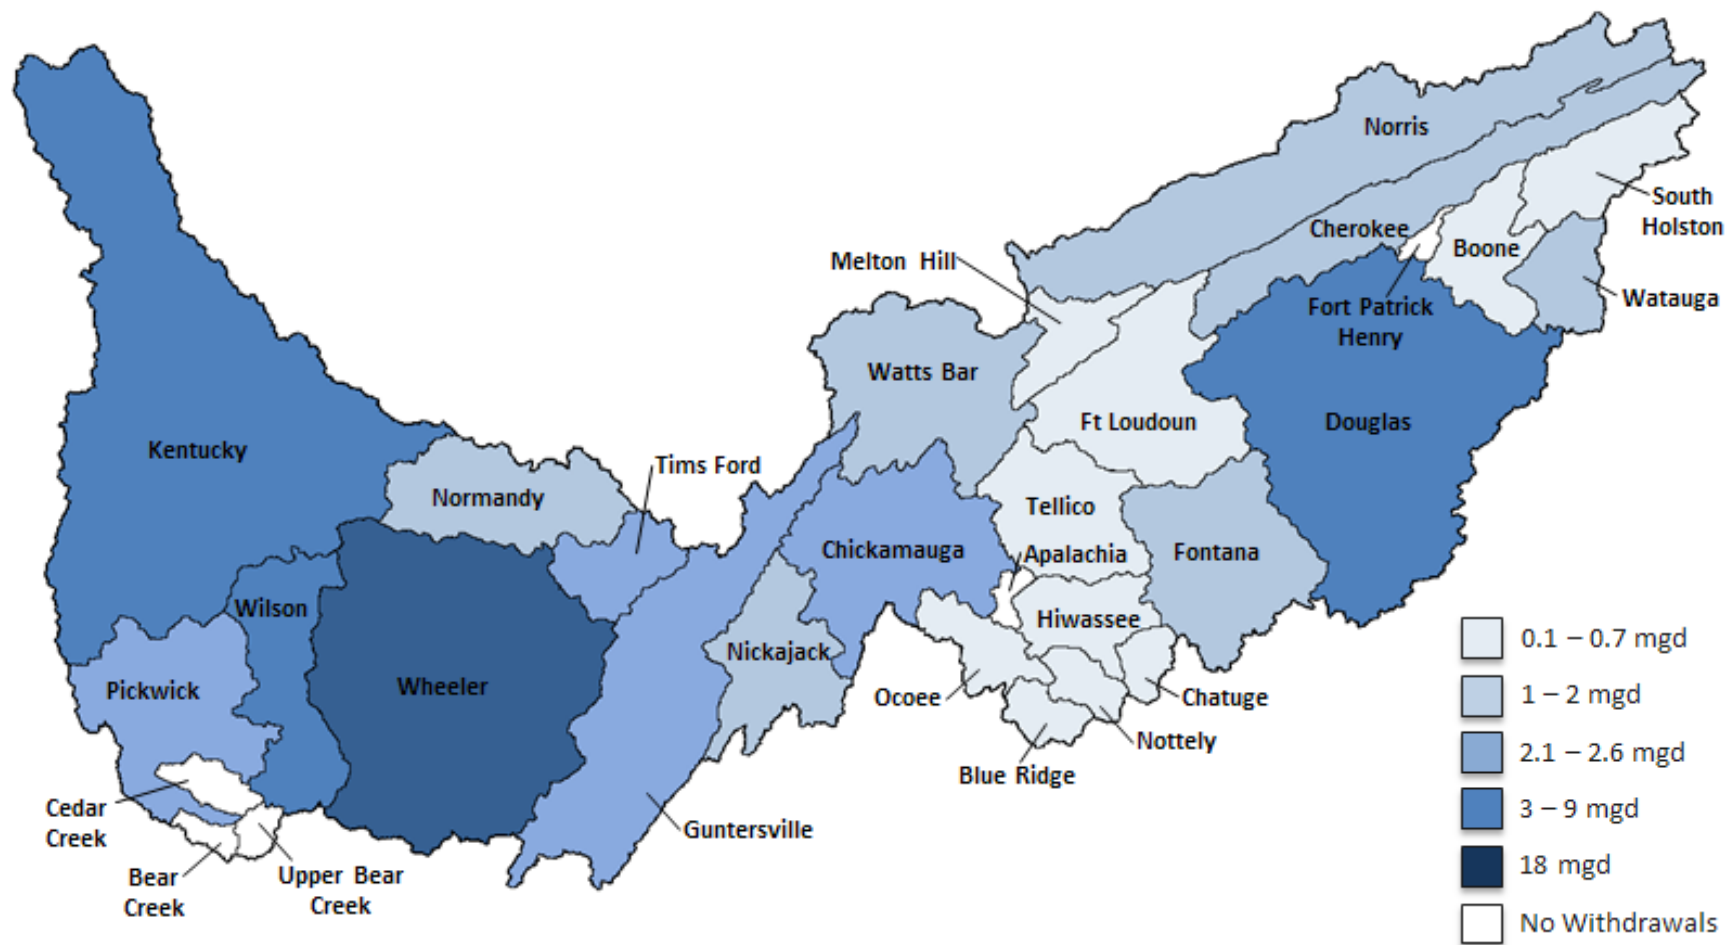 Norris
South
Holston
Cherokee
Boone
Melton Hill
Watauga
Fort Patrick
Henry
Watts Bar
Ft Loudoun
Douglas
Kentucky
Tims Ford
Normandy
Tellico
Chickamauga
Apalachia
Fontana
Wilson
Hiwassee
Nickajack
Pickwick
Wheeler
Ocoee
Chatuge
Nottely
Blue Ridge
Cedar
Creek
Guntersville
Bear
Creek
Upper Bear
Creek
0.1 – 0.7 mgd
1 – 2 mgd
2.1 – 2.6 mgd
3 – 9 mgd
18 mgd
No Withdrawals